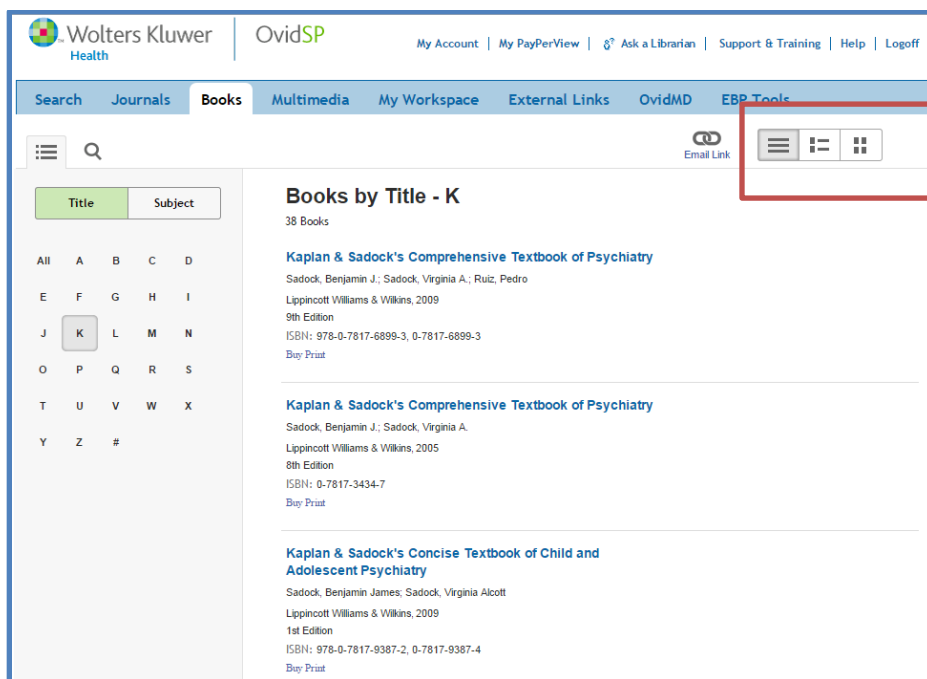 Wolters Kluwer
Health
OvidSP
My Account | My PayPerView | Ask a Librarian | Support & Training | Help | Logoff
Search Journals Books Multimedia My Workspace External Links OvidMD EBP Tools
Email Link
Title Subject
All A B C D
E F G H I
J K L M N
O P Q R S
T U V W X
Y Z #
Books by Title - K
38 Books
Kaplan & Sadock's Comprehensive Textbook of Psychiatry
Sadock, Benjamin J.; Sadock, Virginia A.; Ruiz, Pedro
Lippincott Williams & Wilkins, 2009
9th Edition
ISBN: 978-0-7817-6899-3, 0-7817-6899-3
Buy Print
Kaplan & Sadock's Comprehensive Textbook of Psychiatry
Sadock, Benjamin J.; Sadock, Virginia A.
Lippincott Williams & Wilkins, 2005
8th Edition
ISBN: 0-7817-3434-7
Buy Print
Kaplan & Sadock's Concise Textbook of Child and
Adolescent Psychiatry
Sadock, Benjamin James; Sadock, Virginia Alcott
Lippincott Williams & Wilkins, 2009
1st Edition
ISBN: 978-0-7817-9387-2, 0-7817-9387-4
Buy Print